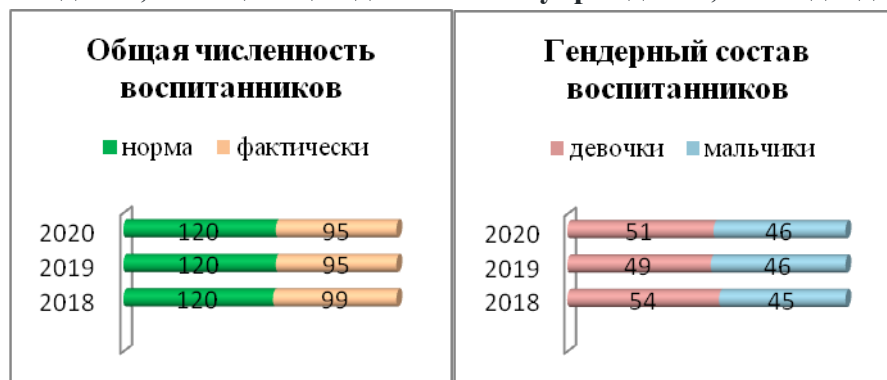 Общая численность
воспитанников
норма фактически
2020 120 95
2019 120 95
2018 120 99
Гендерный состав
воспитанников
девочки мальчики
2020 51 46
2019 49 46
2018 54 45